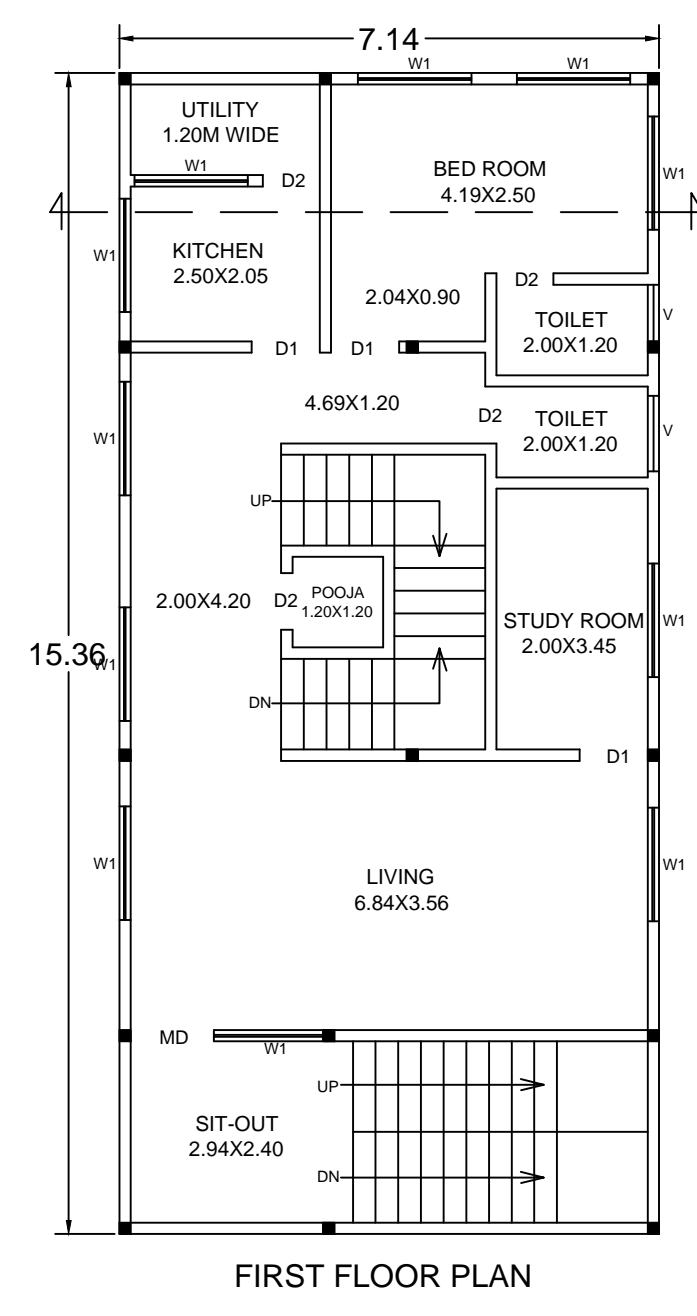 7.14
W1
W1
UTILITY
1.20M WIDE
W1
D2
BED ROOM
4.19X2.50
W1
W1
KITCHEN
2.50X2.05
2.04X0.90
D2
TOILET
2.00X1.20
V
D1
D1
4.69X1.20
W1
D2
TOILET
2.00X1.20
V
UP
2.00X4.20
D2
POOJA
1.20X1.20
STUDY ROOM
2.00X3.45
W1
15.36
W1
DN
D1
W1
LIVING
6.84X3.56
W1
MD
W1
UP
SIT-OUT
2.94X2.40
DN
FIRST FLOOR PLAN